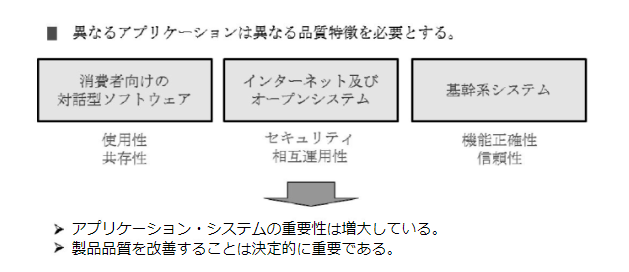 ■ 異なるアプリケーションは異なる品質特徴を必要とする。
消費者向けの
対話型ソフトウェア
インターネット及び
オープンシステム
基幹系システム
使用性
共存性
セキュリティ
相互運用性
機能正確性
信頼性
➢ アプリケーション・システムの重要性は増大している。
➢ 製品品質を改善することは決定的に重要である。